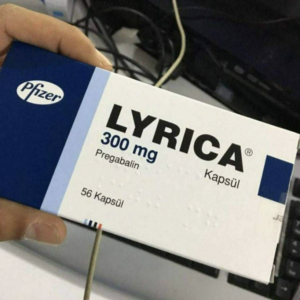 Pfizer
LYRICA®
300 mg
Pregabalin
Kapsül
56 Kapsül